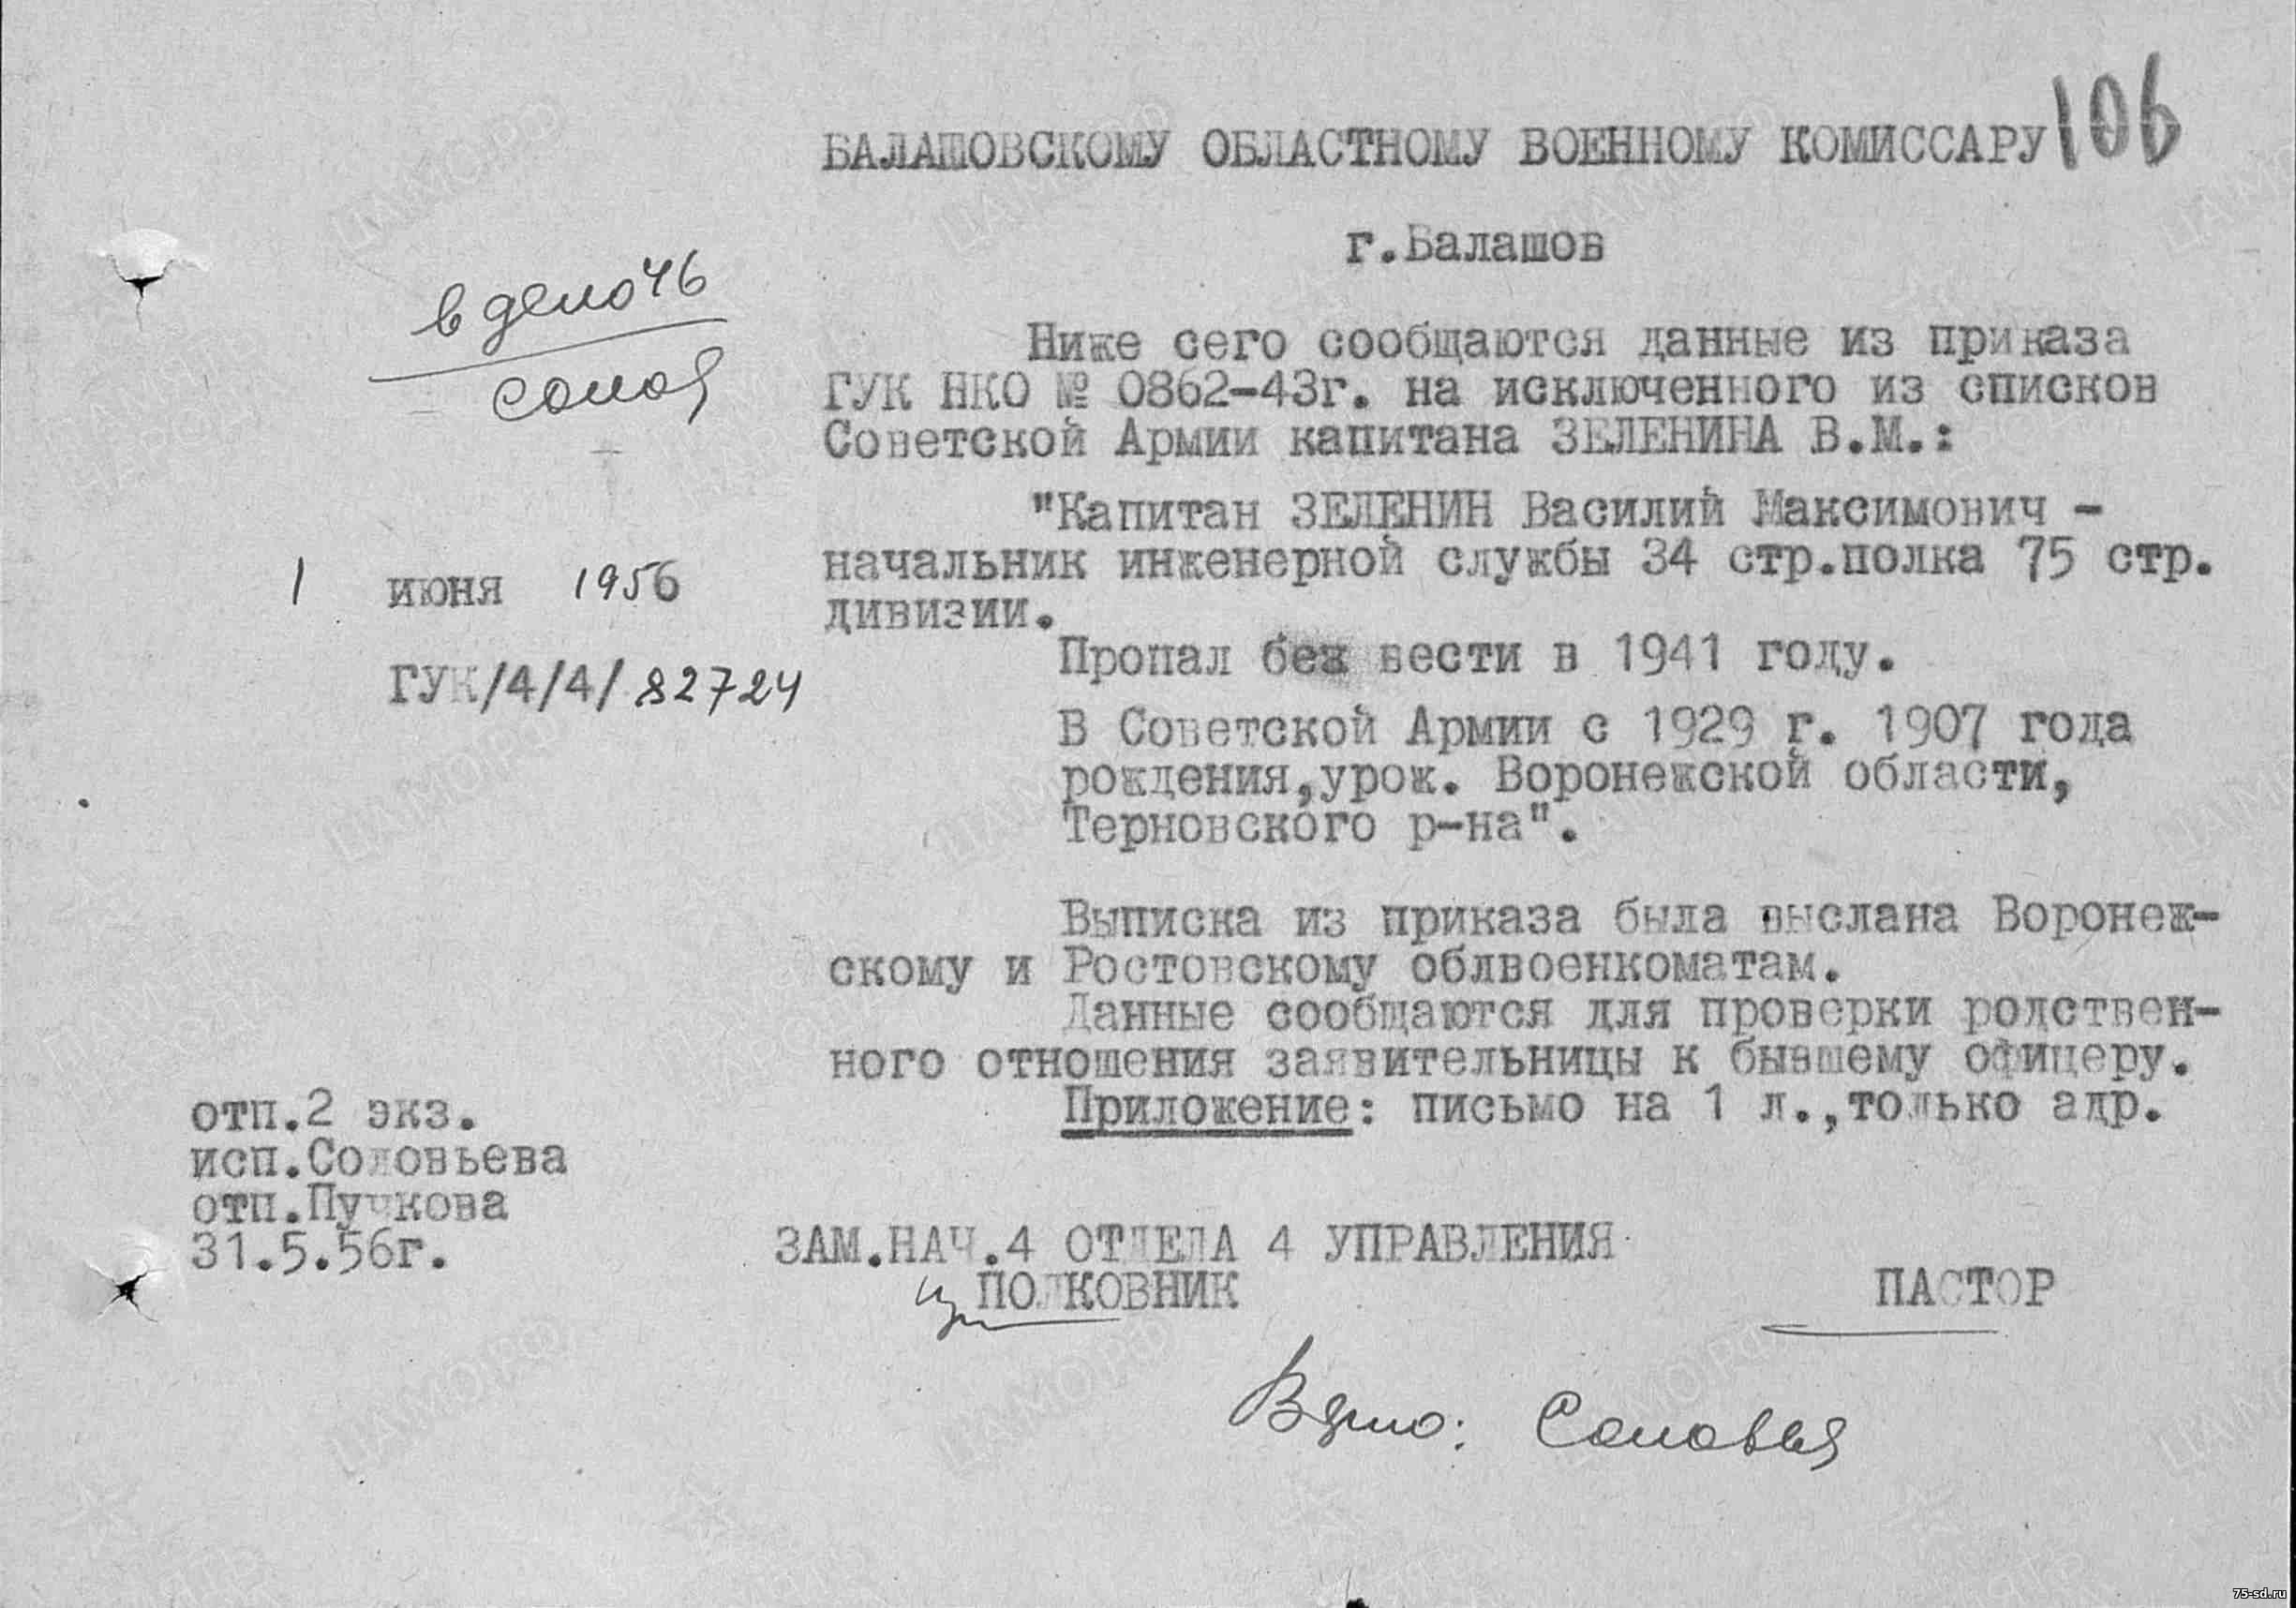 106
БАЛАШОВСКОМУ ОБЛАСТНОМУ ВОЕННОМУ КОМИССАРУ
г.Балашов
в дело 46
Ниже сего сообщаются данные из приказа
ГУК НКО № 0862-43г. на исключенного из списков
Советской Армии капитана ЗЕЛЕНИНА В.М.:
"Капитан ЗЕЛЕНИН Василий Максимович -
начальник инженерной службы 34 стр.полка 75 стр.
дивизии.
Пропал без вести в 1941 году.
1 июня 1956
ГУК/4/4/ 82724
В Советской Армии с 1929 г. 1907 года
рождения,урож. Воронежской области,
Терновского р-на".
Выписка из приказа была выслана Воронеж-
скому и Ростовскому облвоенкоматам.
Данные сообщаются для проверки родствен-
ного отношения заявительницы к бывшему офицеру.
Приложение: письмо на 1 л.,только адр.
отп.2 экз.
исп.Соловьева
отп.Пучкова
31.5.56г.
ЗАМ.НАЧ.4 ОТДЕЛА 4 УПРАВЛЕНИЯ
ПОЛКОВНИК
ПАСТОР
Верно:
ЦАМО.РФ
75-sd.ru